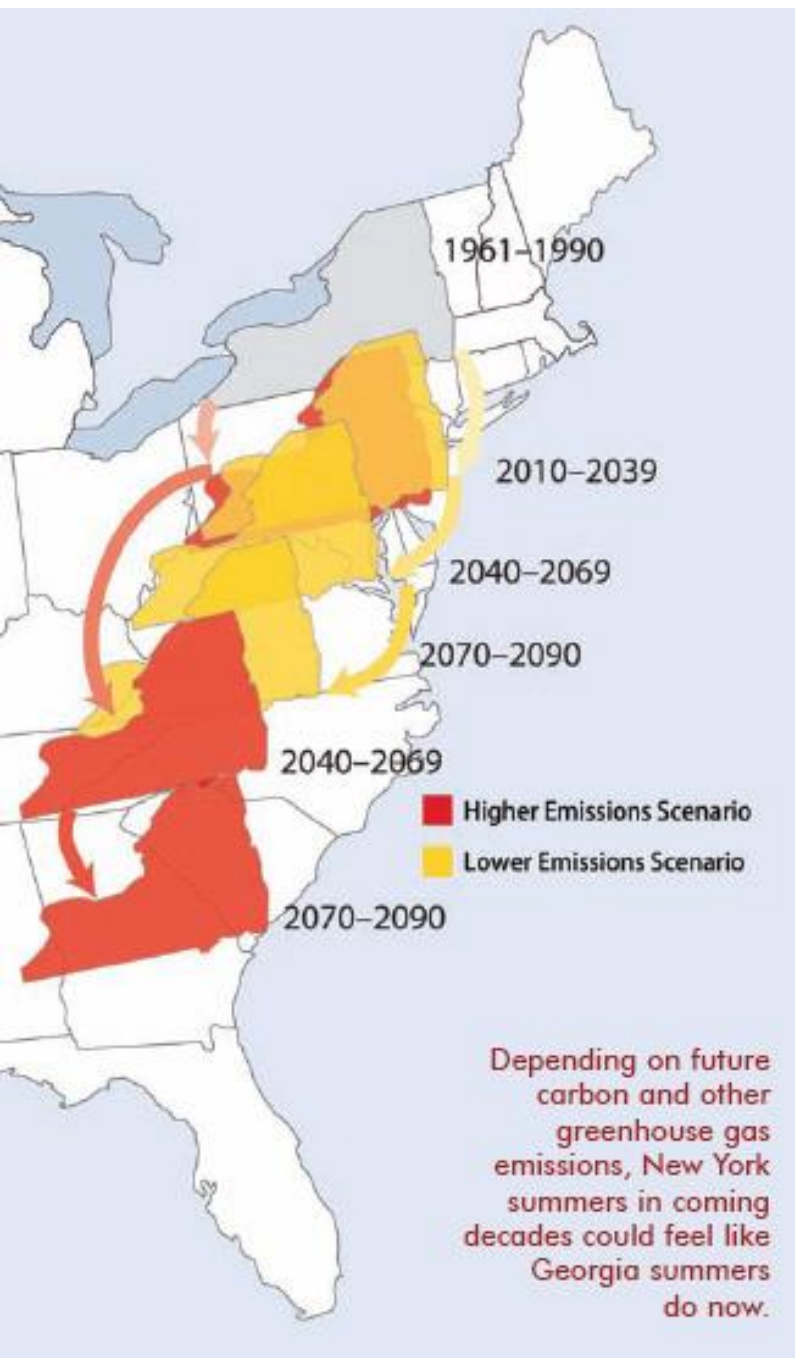 1961–1990
2010–2039
2040–2069
2070–2090
2040–2069
Higher Emissions Scenario
Lower Emissions Scenario
2070–2090
Depending on future
carbon and other
greenhouse gas
emissions, New York
summers in coming
decades could feel like
Georgia summers
do now.